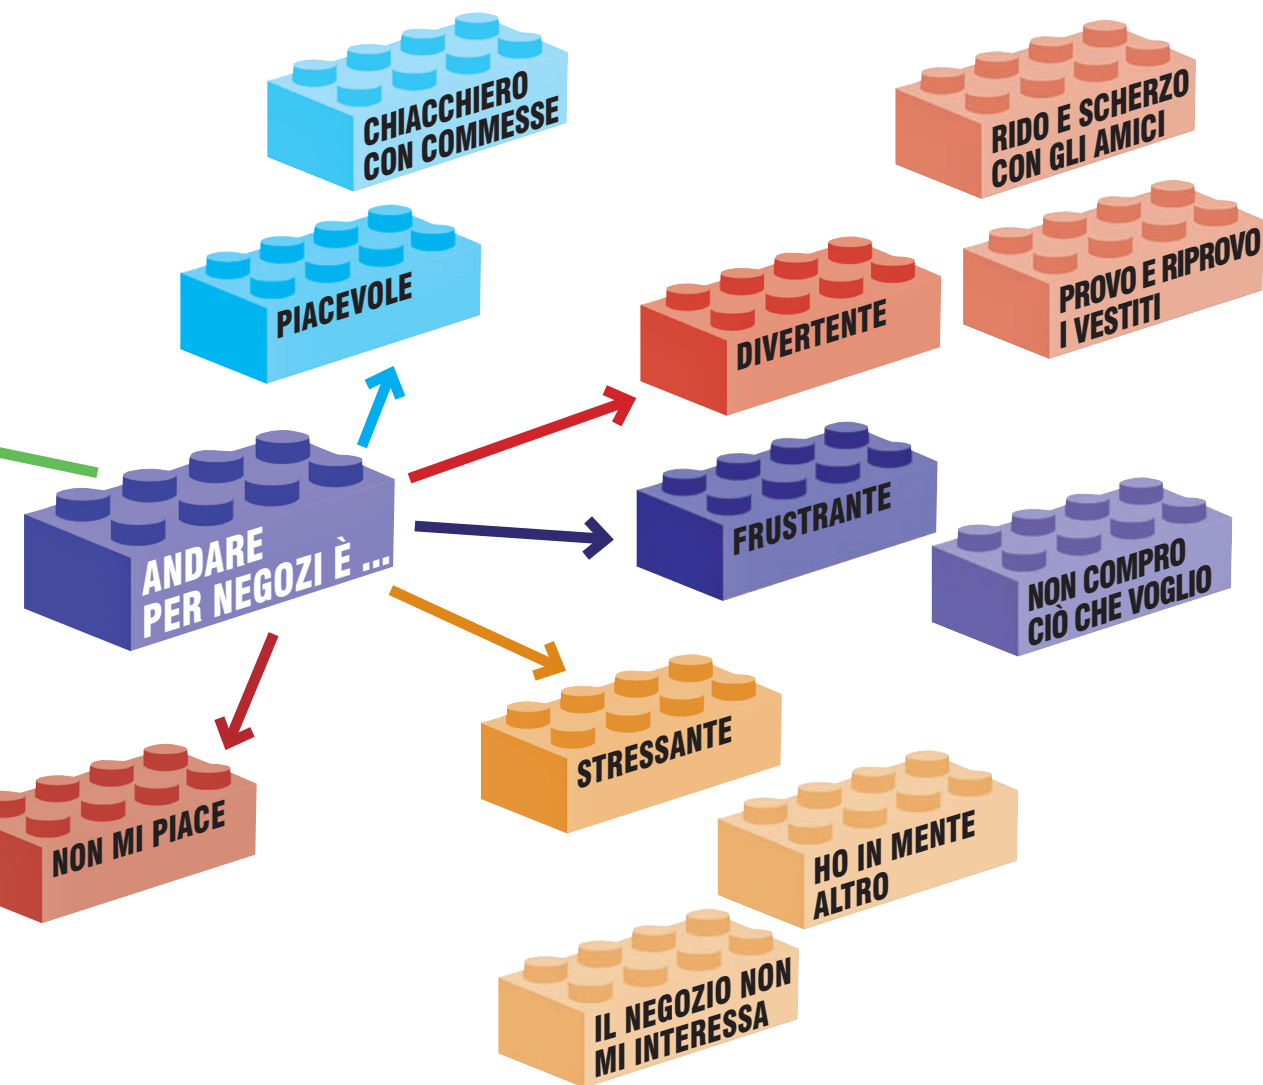 CHIACCHIERO
CON COMMESSE
RIDO E SCHERZO
CON GLI AMICI
PIACEVOLE
DIVERTENTE
PROVO E RIPROVO
I VESTITI
ANDARE
PER NEGOZI È ...
FRUSTRANTE
NON COMPRO
CIÒ CHE VOGLIO
STRESSANTE
NON MI PIACE
HO IN MENTE
ALTRO
IL NEGOZIO NON
MI INTERESSA